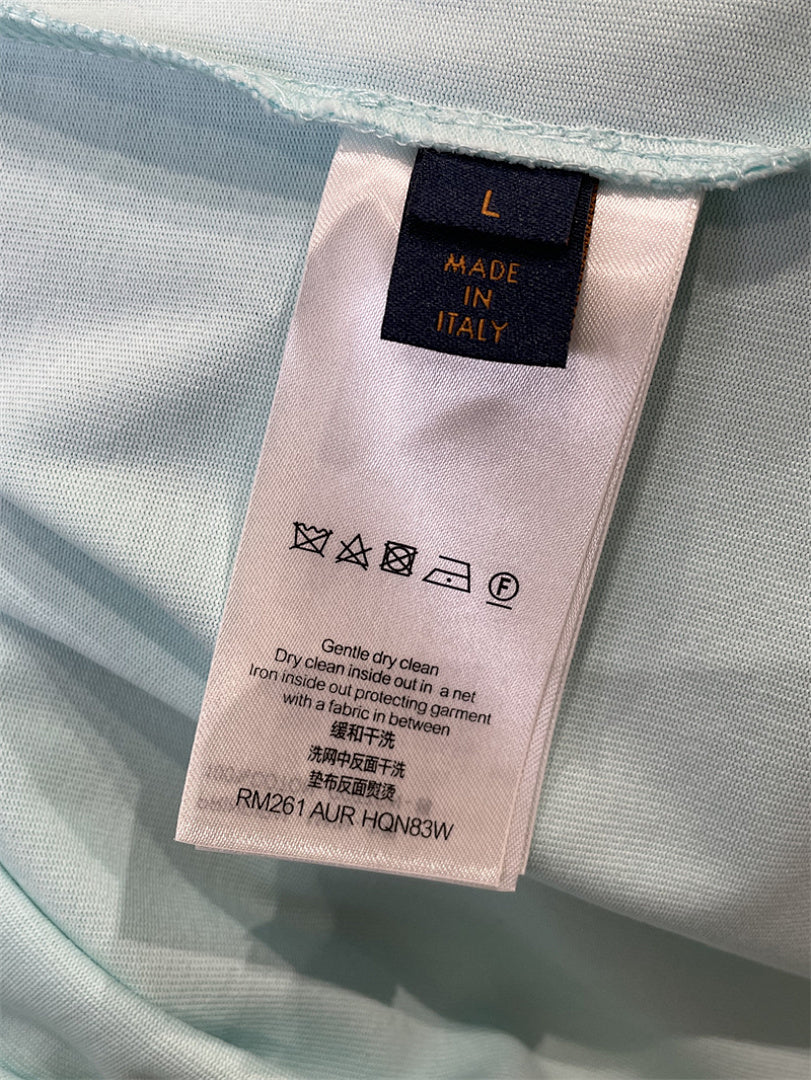 L
MADE
IN
ITALY
F
Gentle dry clean
Dry clean inside out in a net
Iron inside out protecting garment
with a fabric in between
缓和干洗
洗网中反面干洗
垫布反面熨烫
RM261 AUR HQN83W